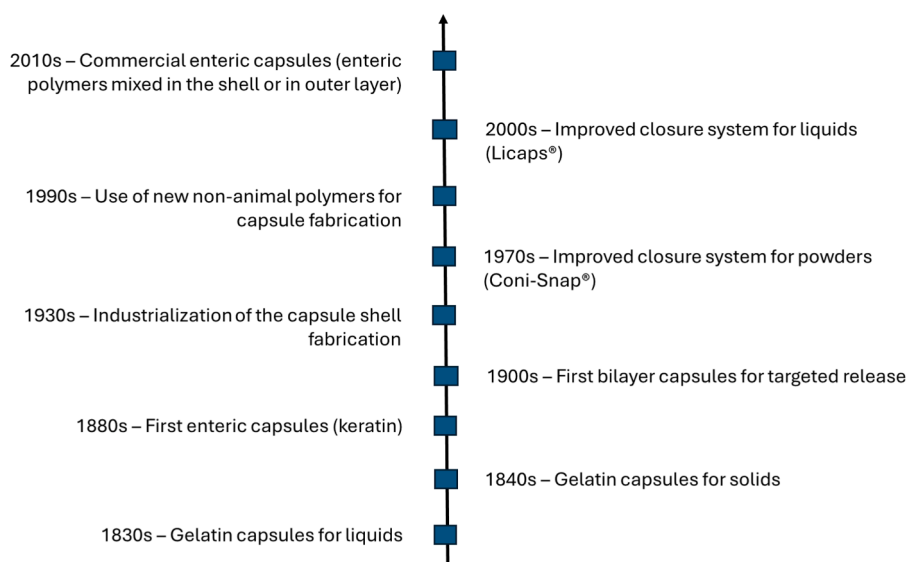 2010s – Commercial enteric capsules (enteric
polymers mixed in the shell or in outer layer)
2000s – Improved closure system for liquids
(Licaps®)
1990s – Use of new non-animal polymers for
capsule fabrication
1970s – Improved closure system for powders
(Coni-Snap®)
1930s – Industrialization of the capsule shell
fabrication
1900s – First bilayer capsules for targeted release
1880s – First enteric capsules (keratin)
1840s – Gelatin capsules for solids
1830s – Gelatin capsules for liquids